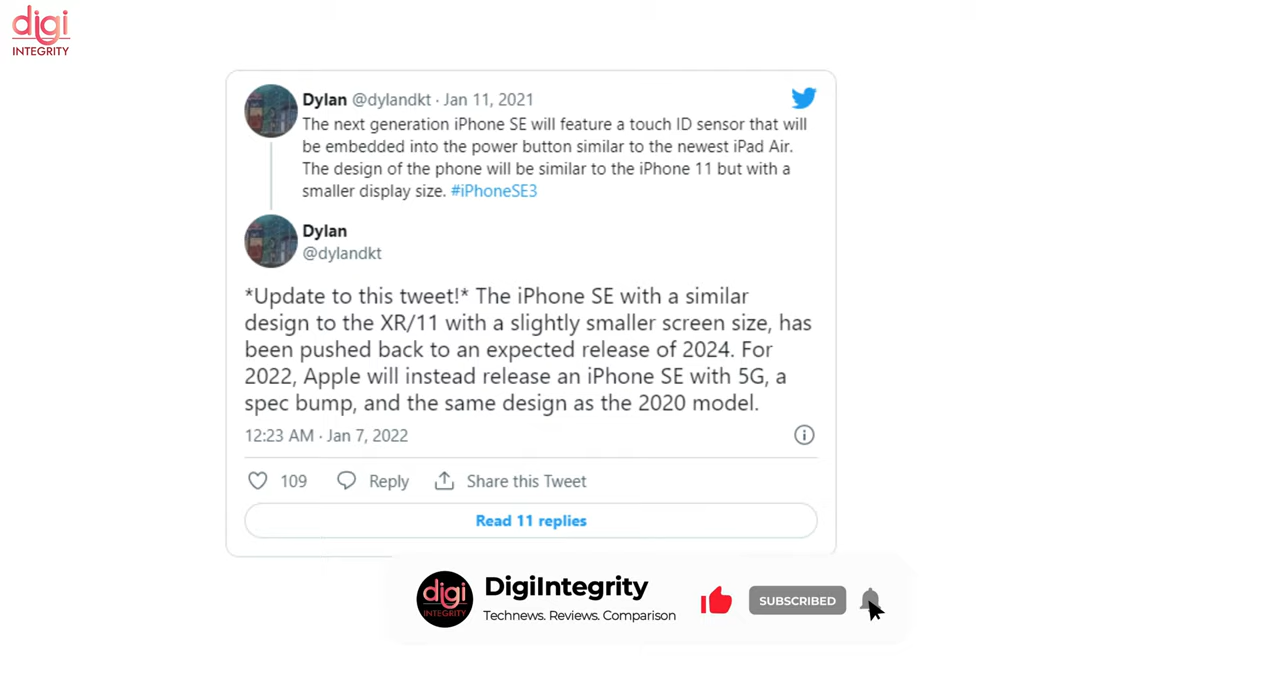 digi
INTEGRITY
Dylan @dylandkt · Jan 11, 2021
The next generation iPhone SE will feature a touch ID sensor that will
be embedded into the power button similar to the newest iPad Air.
The design of the phone will be similar to the iPhone 11 but with a
smaller display size. #iPhoneSE3
Dylan
@dylandkt
*Update to this tweet!* The iPhone SE with a similar
design to the XR/11 with a slightly smaller screen size, has
been pushed back to an expected release of 2024. For
2022, Apple will instead release an iPhone SE with 5G, a
spec bump, and the same design as the 2020 model.
12:23 AM · Jan 7, 2022
109 Reply Share this Tweet
Read 11 replies
digi
INTEGRITY
DigiIntegrity
Technews. Reviews. Comparison
SUBSCRIBED